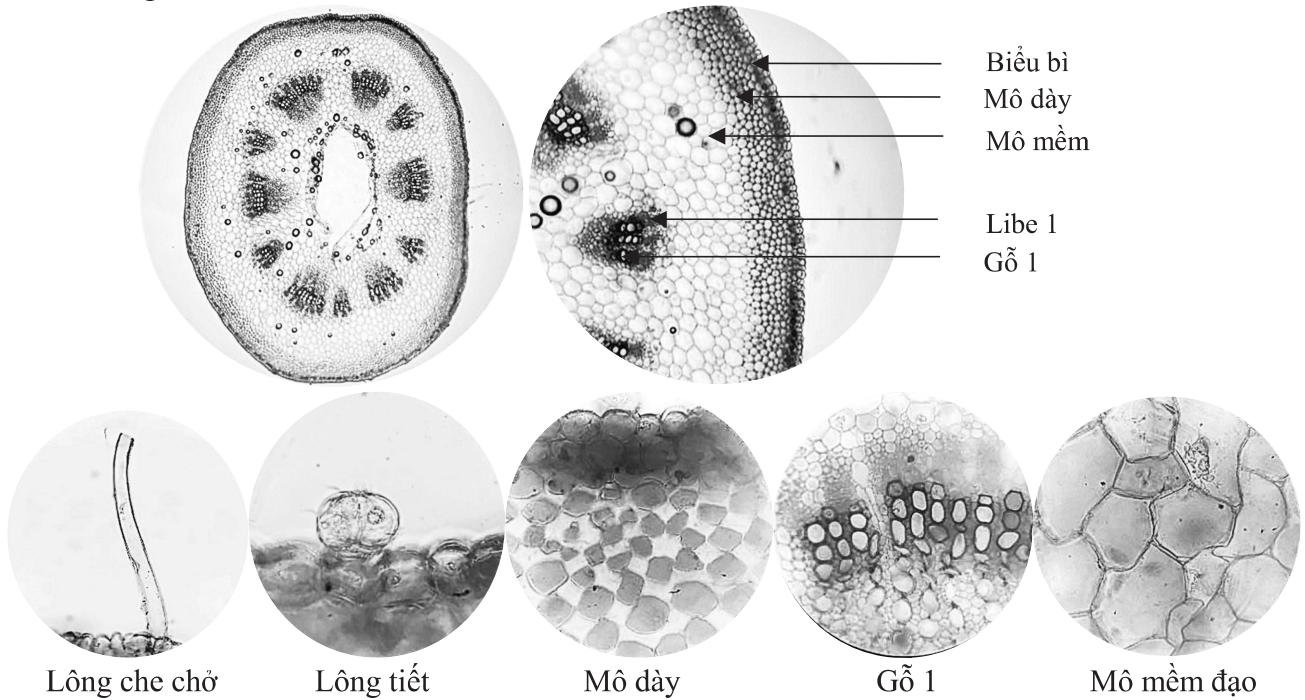 Biểu bì
Mô dày
Mô mềm
Libe 1
Gỗ 1
Lông che chở
Lông tiết
Mô dày
Gỗ 1
Mô mềm đạo